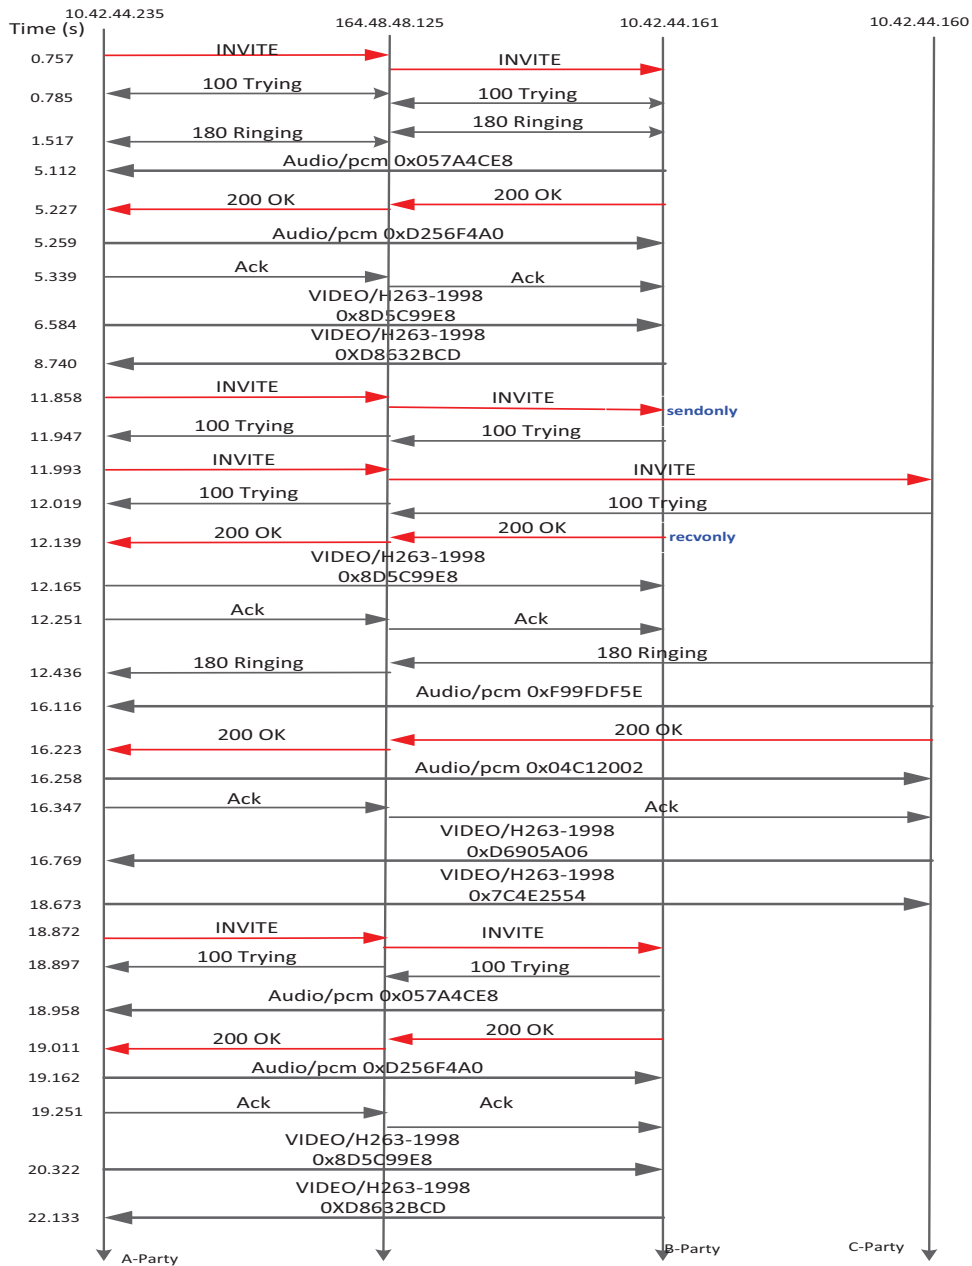 10.42.44.235
164.48.48.125
10.42.44.161
10.42.44.160
Time (s)
INVITE
0.757
INVITE
100 Trying
0.785
100 Trying
180 Ringing
180 Ringing
1.517
Audio/pcm 0x057A4CE8
5.112
200 OK
200 OK
5.227
Audio/pcm 0xD256F4A0
5.259
Ack
5.339
Ack
VIDEO/H263-1998
0x8D5C99E8
6.584
VIDEO/H263-1998
0XD8632BCD
8.740
INVITE
11.858
INVITE
sendonly
100 Trying
11.947
100 Trying
INVITE
11.993
INVITE
100 Trying
12.019
100 Trying
200 OK
200 OK
recvonly
12.139
VIDEO/H263-1998
0x8D5C99E8
12.165
Ack
12.251
Ack
180 Ringing
180 Ringing
12.436
Audio/pcm 0xF99FDF5E
16.116
200 OK
200 OK
16.223
Audio/pcm 0x04C12002
16.258
Ack
16.347
Ack
VIDEO/H263-1998
0xD6905A06
16.769
VIDEO/H263-1998
0x7C4E2554
18.673
INVITE
18.872
INVITE
100 Trying
18.897
100 Trying
Audio/pcm 0x057A4CE8
18.958
200 OK
200 OK
19.011
Audio/pcm 0xD256F4A0
19.162
Ack
Ack
19.251
VIDEO/H263-1998
0x8D5C99E8
20.322
VIDEO/H263-1998
0XD8632BCD
22.133
A-Party
B-Party
C-Party